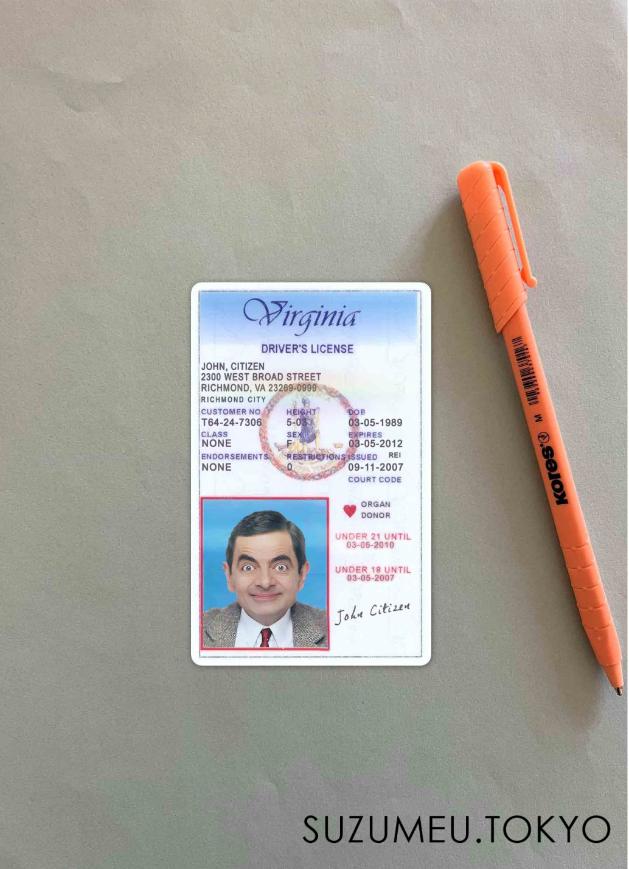 Virginia
DRIVER'S LICENSE
JOHN, CITIZEN
2300 WEST BROAD STREET
RICHMOND, VA 23269-0999
RICHMOND CITY
CUSTOMER NO. HEIGHT DOB
T64-24-7306 5-03 03-05-1989
CLASS SEX EXPIRES
NONE F 03-05-2012
ENDORSEMENTS RESTRICTIONS ISSUED REI
NONE 0 09-11-2007
COURT CODE
ORGAN
DONOR
UNDER 21 UNTIL
03-05-2010
UNDER 18 UNTIL
03-05-2007
John Citizen
M
Kores
SUZUMEU.TOKYO